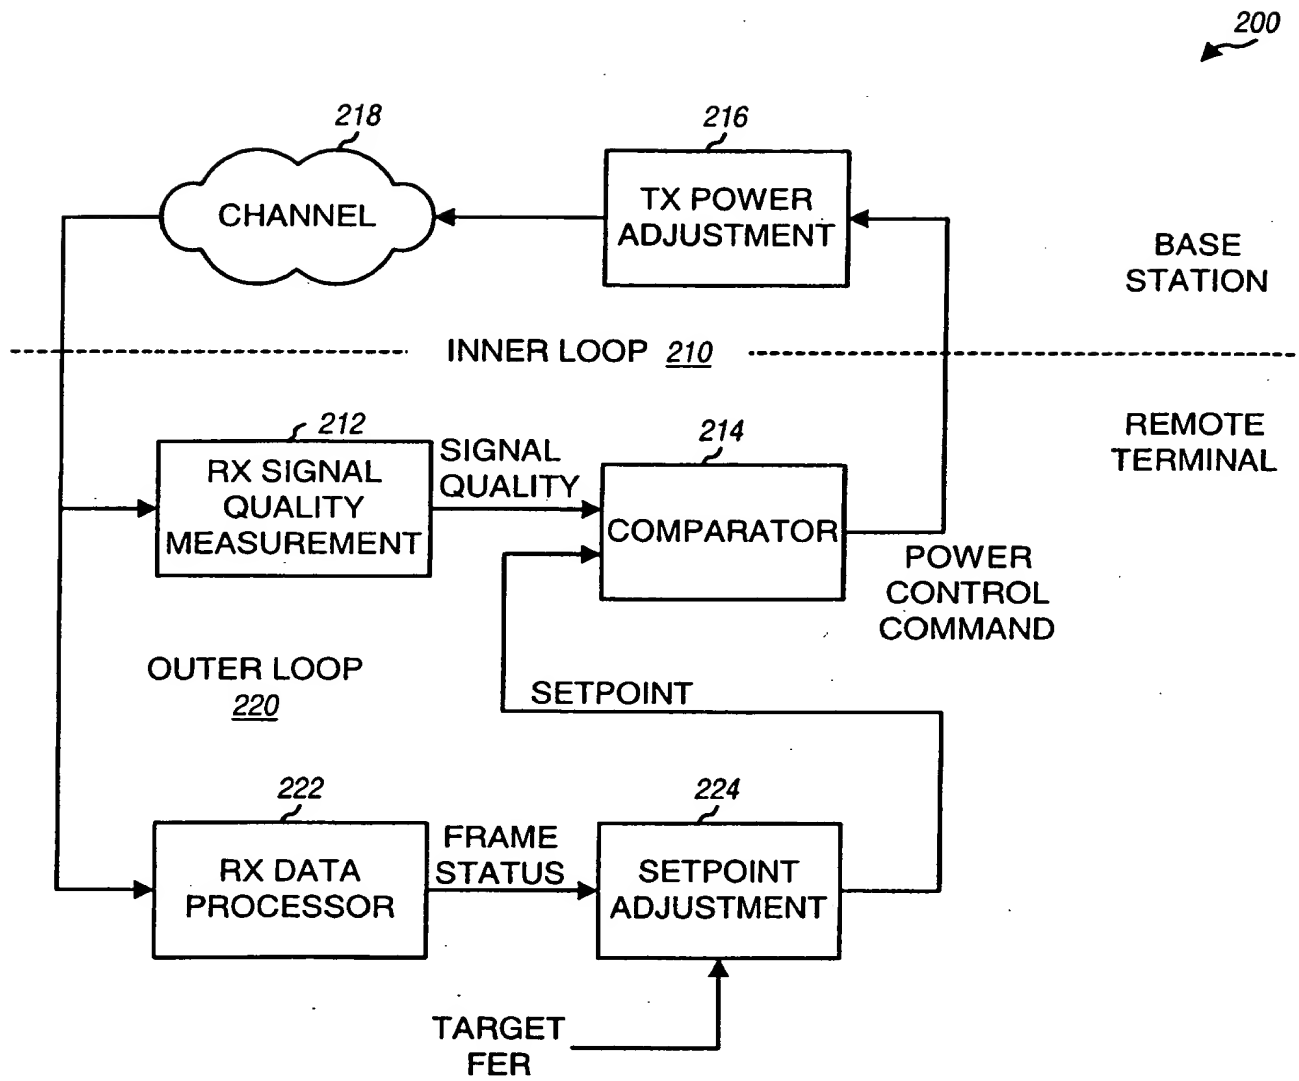 200
218
216
CHANNEL
TX POWER
ADJUSTMENT
BASE
STATION
INNER LOOP 210
212
214
REMOTE
TERMINAL
RX SIGNAL
QUALITY
MEASUREMENT
SIGNAL
QUALITY
COMPARATOR
POWER
CONTROL
COMMAND
OUTER LOOP
220
SETPOINT
222
224
RX DATA
PROCESSOR
FRAME
STATUS
SETPOINT
ADJUSTMENT
TARGET
FER